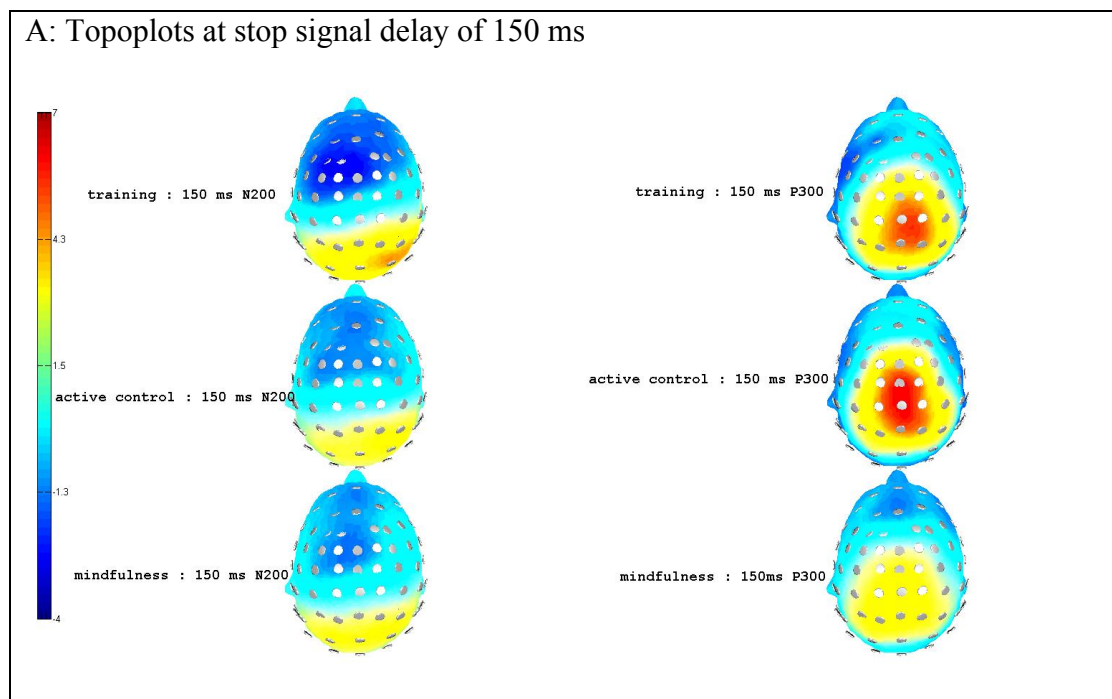 A: Topoplots at stop signal delay of 150 ms
7
4.3
1.5
-1.3
-4
training : 150 ms N200
training : 150 ms P300
active control : 150 ms N200
active control : 150 ms P300
mindfulness : 150 ms N200
mindfulness : 150ms P300